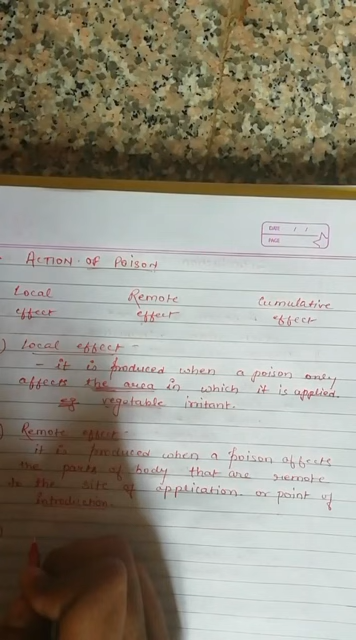 DATE / /
PAGE
ACTION OF POISON
Local effect
Remote effect
Cumulative effect
) Local effect -
- it is produced when a poison only
affects the area in which it is applied.
eg vegetable irritant.
) Remote effect -
it is produced when a poison affects
the parts of body that are remote
to the site of application or point of
Introduction.
)